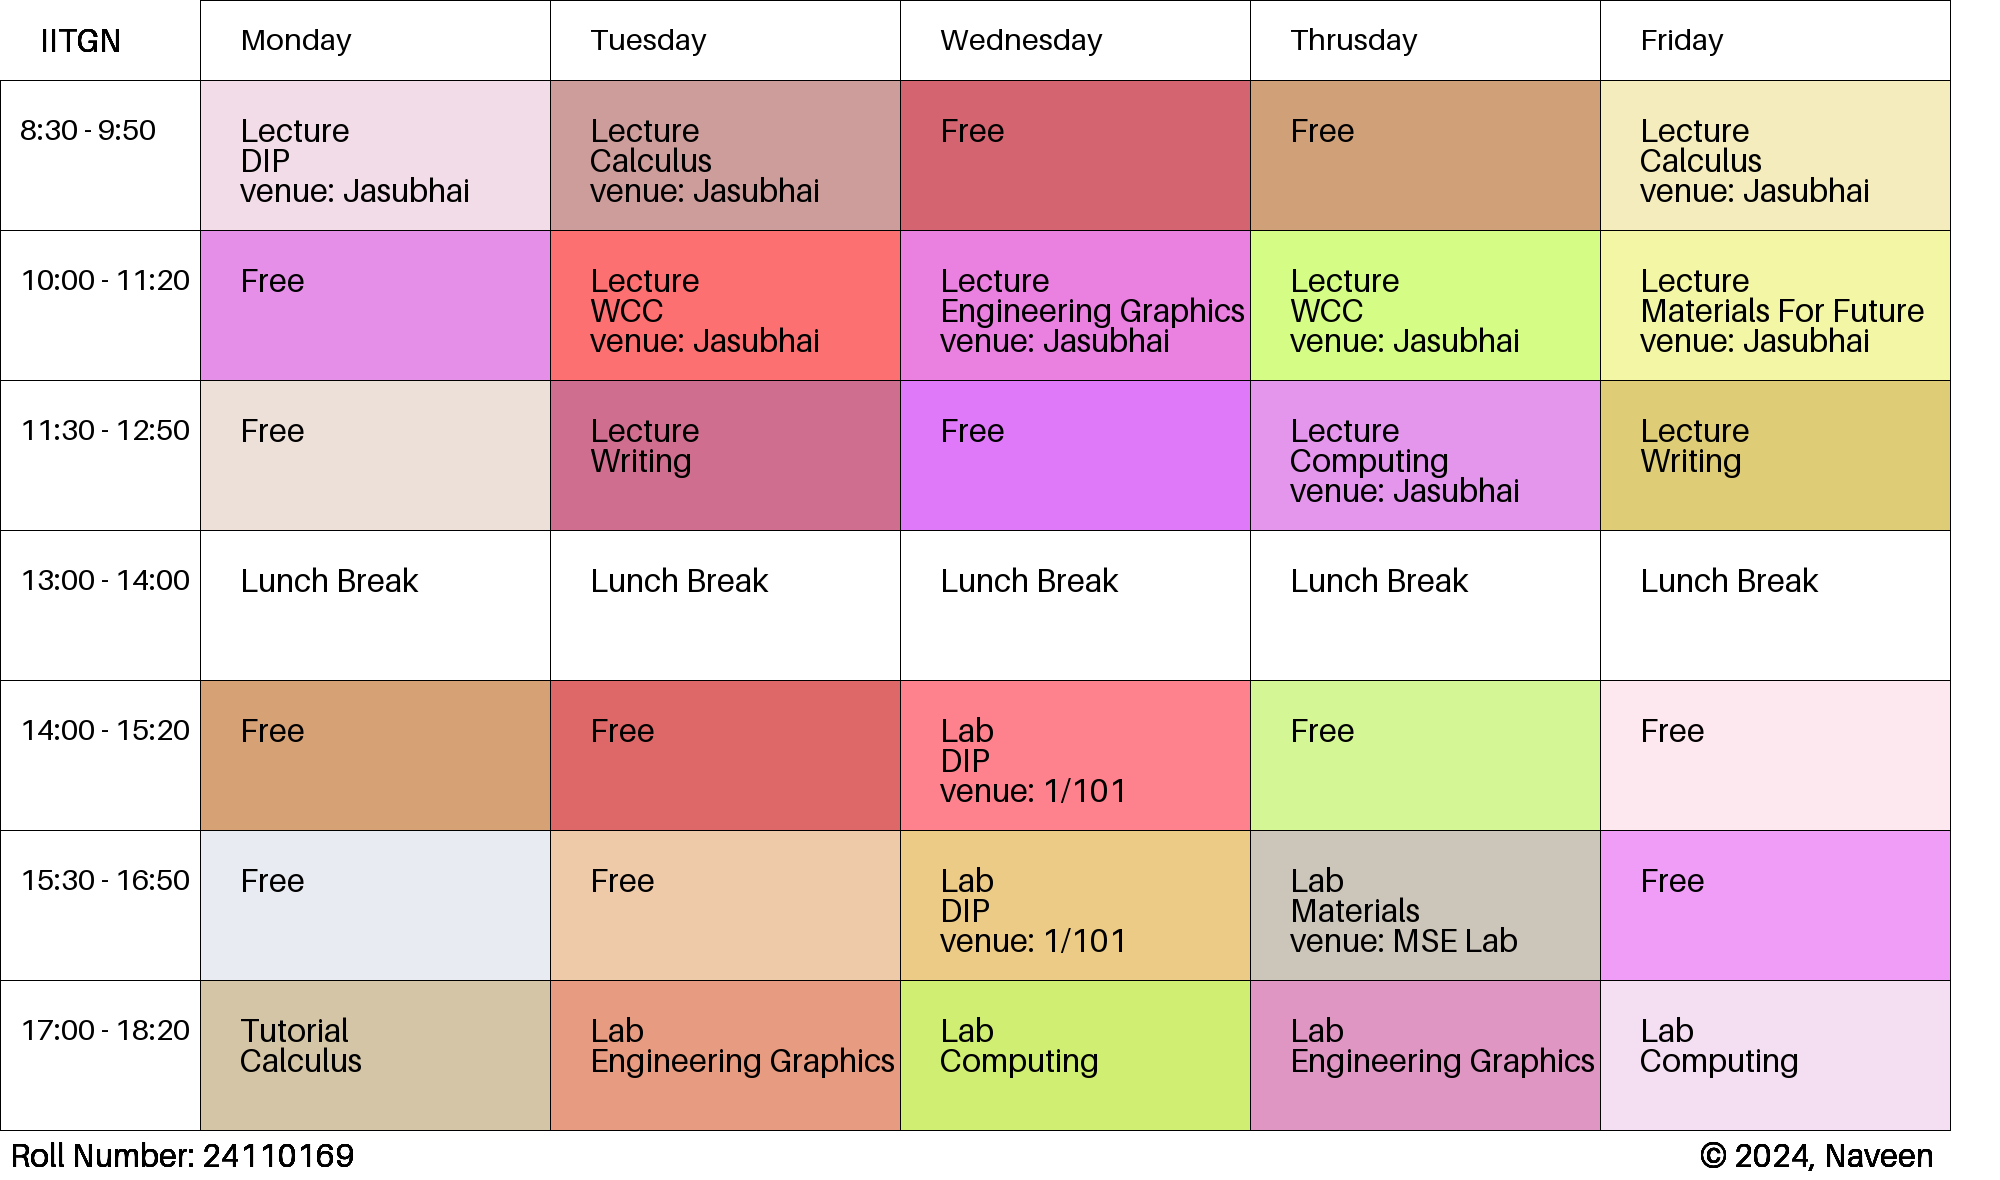 IITGN
Monday
Tuesday
Wednesday
Thrusday
Friday
8:30 - 9:50
Lecture
DIP
venue: Jasubhai
Lecture
Calculus
venue: Jasubhai
Free
Free
Lecture
Calculus
venue: Jasubhai
10:00 - 11:20
Free
Lecture
WCC
venue: Jasubhai
Lecture
Engineering Graphics
venue: Jasubhai
Lecture
WCC
venue: Jasubhai
Lecture
Materials For Future
venue: Jasubhai
11:30 - 12:50
Free
Lecture
Writing
Free
Lecture
Computing
venue: Jasubhai
Lecture
Writing
13:00 - 14:00
Lunch Break
Lunch Break
Lunch Break
Lunch Break
Lunch Break
14:00 - 15:20
Free
Free
Lab
DIP
venue: 1/101
Free
Free
15:30 - 16:50
Free
Free
Lab
DIP
venue: 1/101
Lab
Materials
venue: MSE Lab
Free
17:00 - 18:20
Tutorial
Calculus
Lab
Engineering Graphics
Lab
Computing
Lab
Engineering Graphics
Lab
Computing
Roll Number: 24110169
© 2024, Naveen